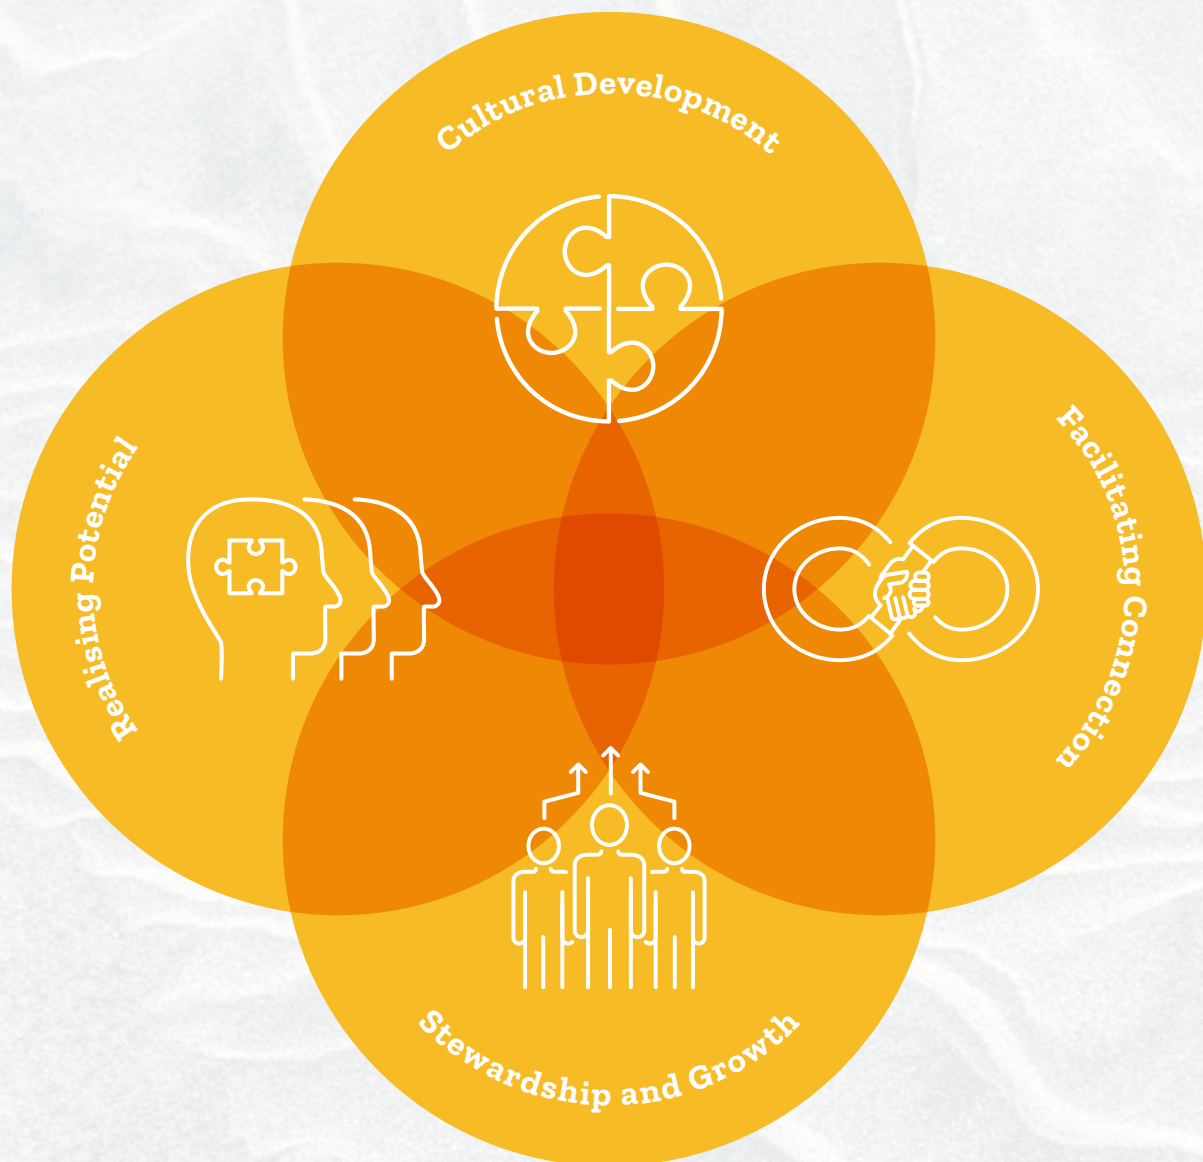 Cultural Development
Realising Potential
Facilitating Connection
Stewardship and Growth